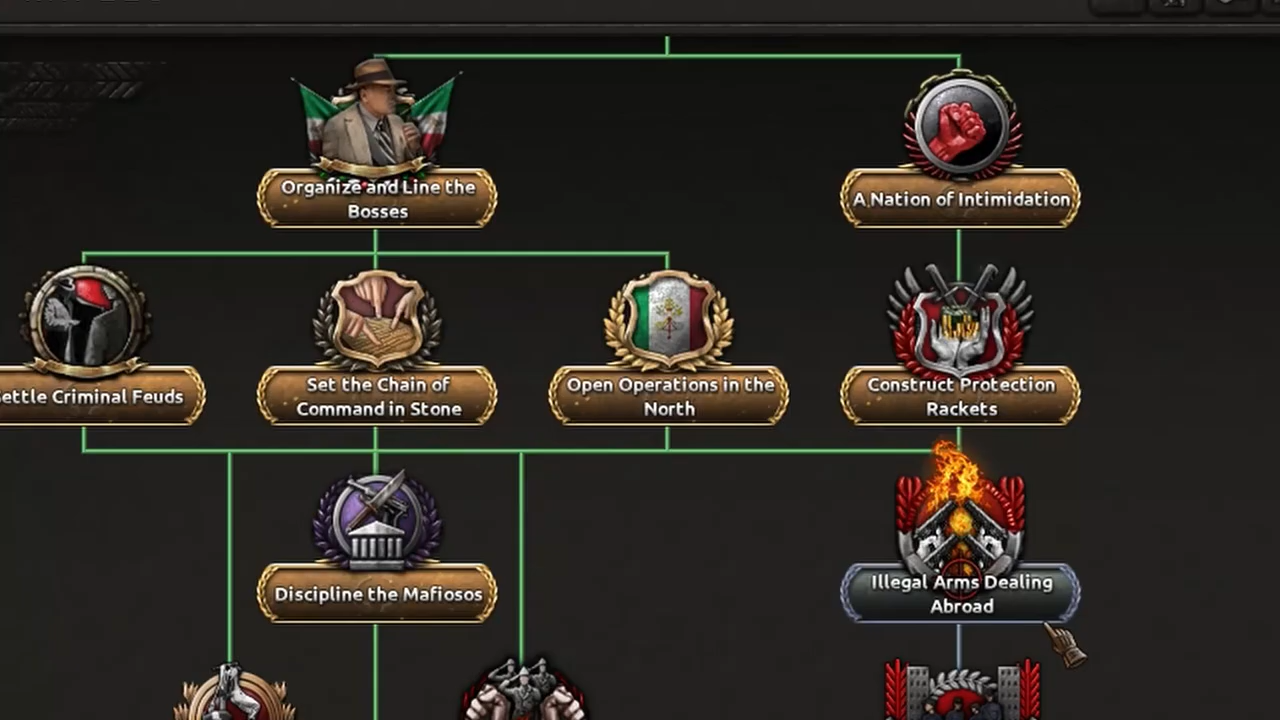 Organize and Line the
Bosses
A Nation of Intimidation
ettle Criminal Feuds
Set the Chain of
Command in Stone
Open Operations in the
North
Construct Protection
Rackets
Discipline the Mafiosos
Illegal Arms Dealing
Abroad